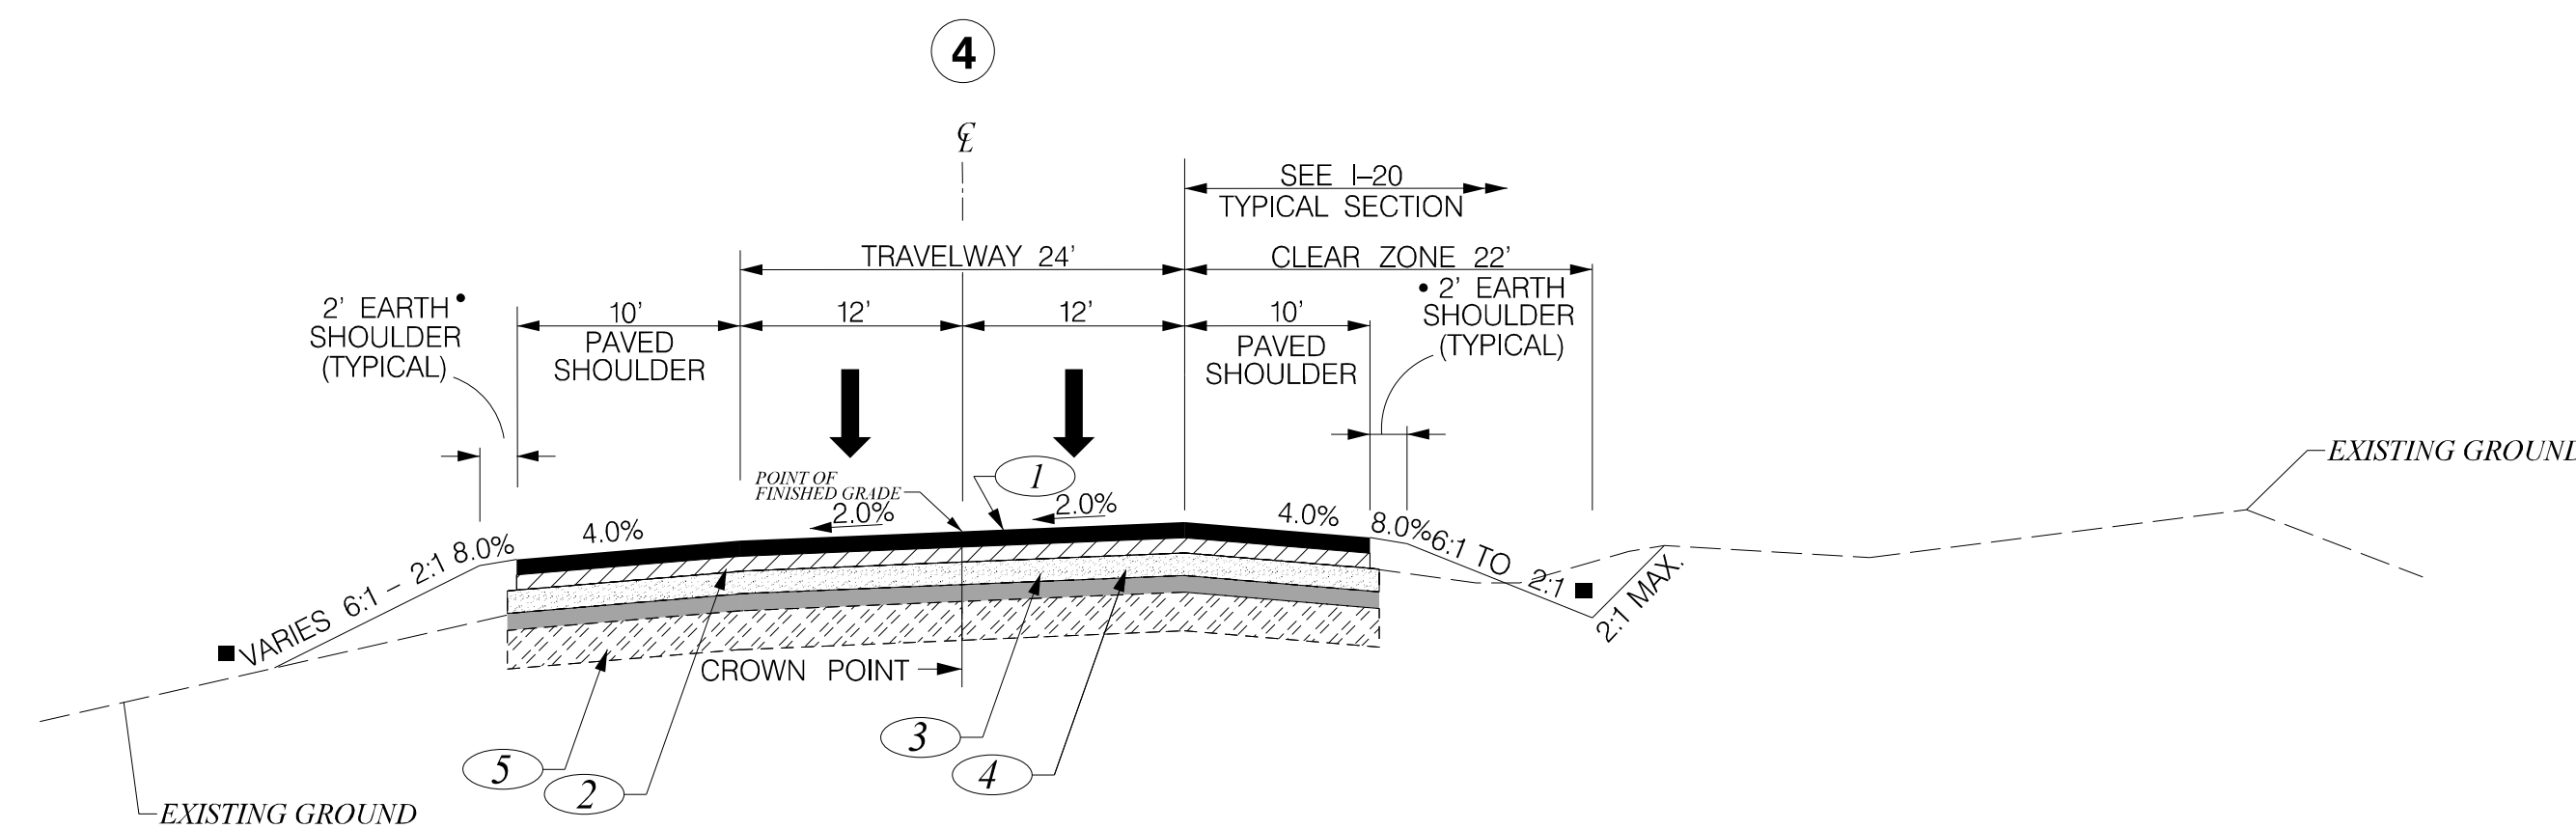 4
℄
SEE I–20
TYPICAL SECTION
TRAVELWAY 24'
CLEAR ZONE 22'
2' EARTH •
SHOULDER
(TYPICAL)
10'
PAVED
SHOULDER
12'
12'
10'
PAVED
SHOULDER
• 2' EARTH
SHOULDER
(TYPICAL)
POINT OF
FINISHED GRADE
1
EXISTING GROUND
■ VARIES 6:1 – 2:1
8.0%
4.0%
2.0%
2.0%
4.0%
8.0%
6:1 TO 2:1 ■
2:1 MAX.
CROWN POINT
5
2
3
4
EXISTING GROUND